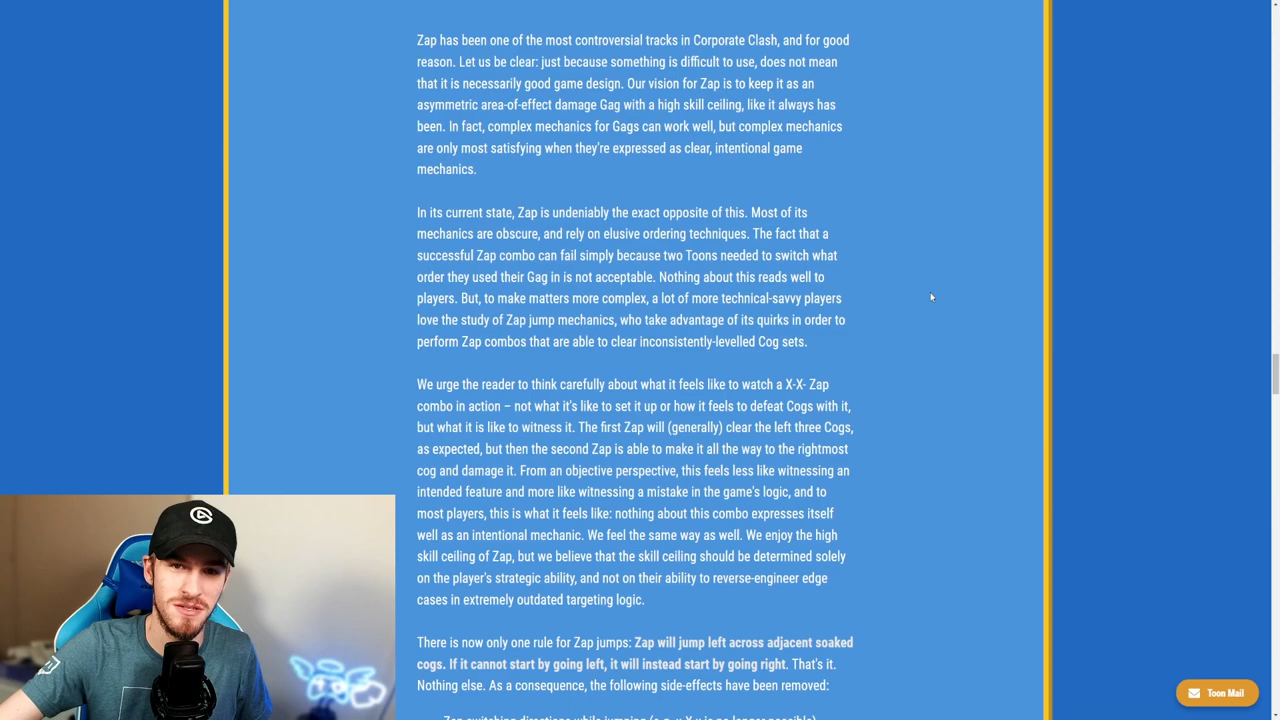 Zap has been one of the most controversial tracks in Corporate Clash, and for good
reason. Let us be clear: just because something is difficult to use, does not mean
that it is necessarily good game design. Our vision for Zap is to keep it as an
asymmetric area-of-effect damage Gag with a high skill ceiling, like it always has
been. In fact, complex mechanics for Gags can work well, but complex mechanics
are only most satisfying when they're expressed as clear, intentional game
mechanics.
In its current state, Zap is undeniably the exact opposite of this. Most of its
mechanics are obscure, and rely on elusive ordering techniques. The fact that a
successful Zap combo can fail simply because two Toons needed to switch what
order they used their Gag in is not acceptable. Nothing about this reads well to
players. But, to make matters more complex, a lot of more technical-savvy players
love the study of Zap jump mechanics, who take advantage of its quirks in order to
perform Zap combos that are able to clear inconsistently-levelled Cog sets.
We urge the reader to think carefully about what it feels like to watch a X-X- Zap
combo in action – not what it's like to set it up or how it feels to defeat Cogs with it,
but what it is like to witness it. The first Zap will (generally) clear the left three Cogs,
as expected, but then the second Zap is able to make it all the way to the rightmost
cog and damage it. From an objective perspective, this feels less like witnessing an
intended feature and more like witnessing a mistake in the game's logic, and to
most players, this is what it feels like: nothing about this combo expresses itself
well as an intentional mechanic. We feel the same way as well. We enjoy the high
skill ceiling of Zap, but we believe that the skill ceiling should be determined solely
on the player's strategic ability, and not on their ability to reverse-engineer edge
cases in extremely outdated targeting logic.
There is now only one rule for Zap jumps: Zap will jump left across adjacent soaked
cogs. If it cannot start by going left, it will instead start by going right. That's it.
Nothing else. As a consequence, the following side-effects have been removed:
Zap switching directions while jumping (e.g. x-X-x is no longer possible)
Toon Mail